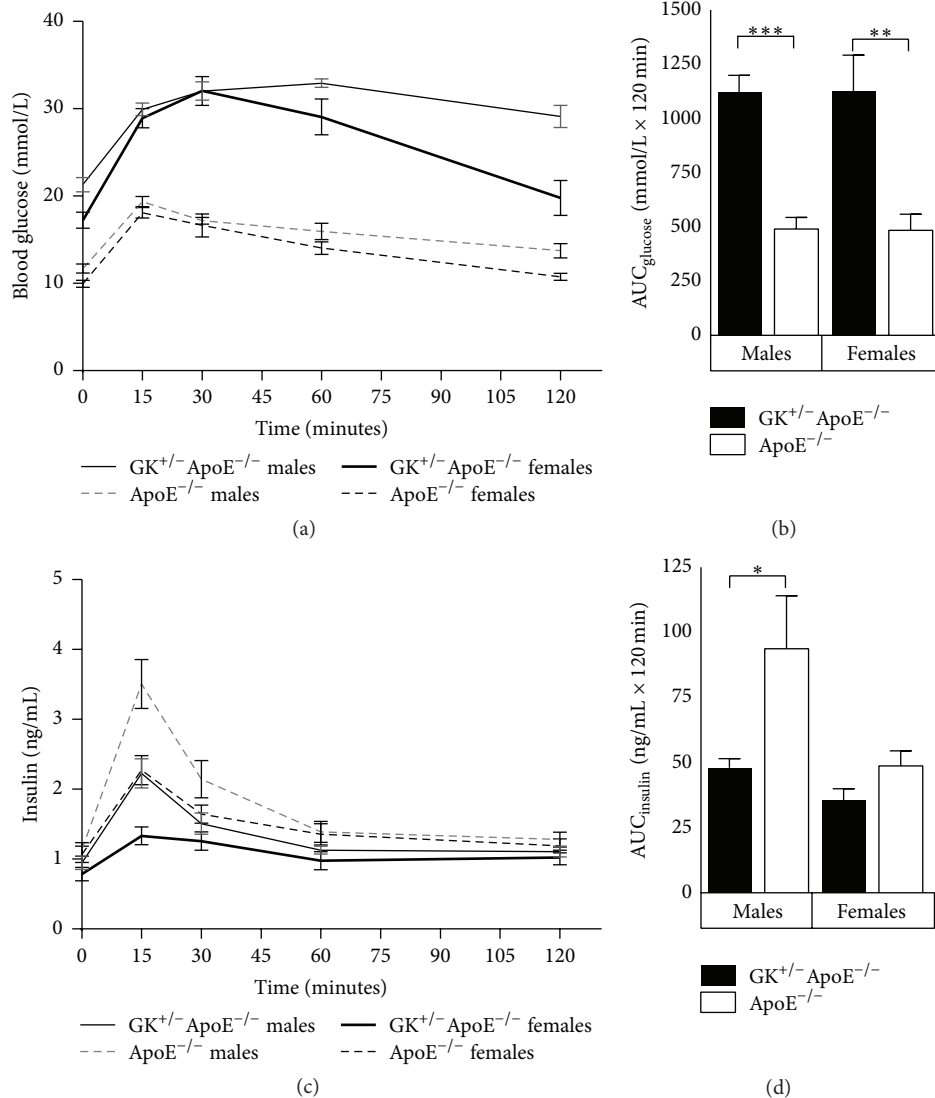 40
30
20
10
0
Blood glucose (mmol/L)
0 15 30 45 60 75 90 105 120
Time (minutes)
GK+/−ApoE−/− males
GK+/−ApoE−/− females
ApoE−/− males
ApoE−/− females
(a)
1500
1250
1000
750
500
250
0
AUCglucose (mmol/L × 120 min)
***
**
Males Females
GK+/−ApoE−/−
ApoE−/−
(b)
5
4
3
2
1
0
Insulin (ng/mL)
0 15 30 45 60 75 90 105 120
Time (minutes)
GK+/−ApoE−/− males
GK+/−ApoE−/− females
ApoE−/− males
ApoE−/− females
(c)
125
100
75
50
25
0
AUCinsulin (ng/mL × 120 min)
*
Males Females
GK+/−ApoE−/−
ApoE−/−
(d)